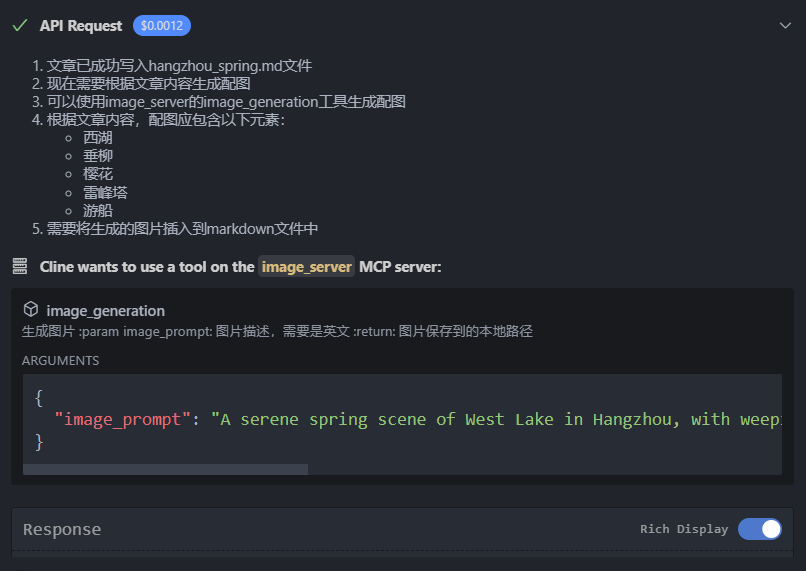 API Request $0.0012
1. 文章已成功写入hangzhou_spring.md文件
2. 现在需要根据文章内容生成配图
3. 可以使用image_server的image_generation工具生成配图
4. 根据文章内容，配图应包含以下元素：
西湖
垂柳
樱花
雷峰塔
游船
5. 需要将生成的图片插入到markdown文件中
Cline wants to use a tool on the image_server MCP server:
image_generation
生成图片 :param image_prompt: 图片描述，需要是英文 :return: 图片保存到的本地路径
ARGUMENTS
{
"image_prompt": "A serene spring scene of West Lake in Hangzhou, with weep
}
Response Rich Display